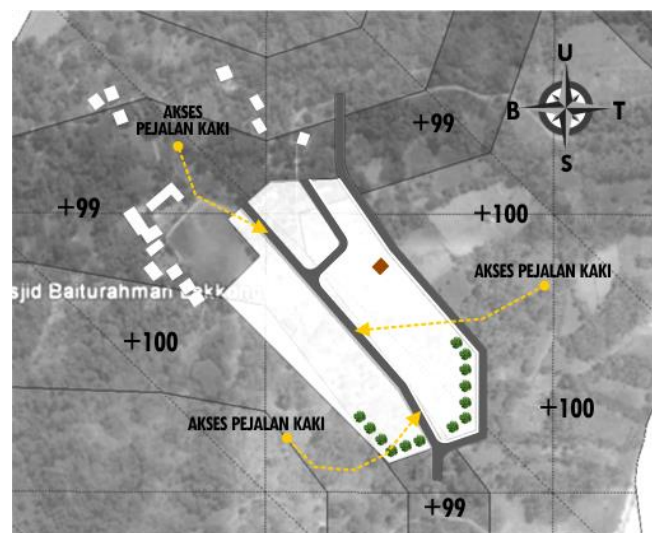 U
B
T
S
AKSES
PEJALAN KAKI
+99
+99
+100
AKSES PEJALAN KAKI
sjid Baiturahman
+100
+100
AKSES PEJALAN KAKI
+99